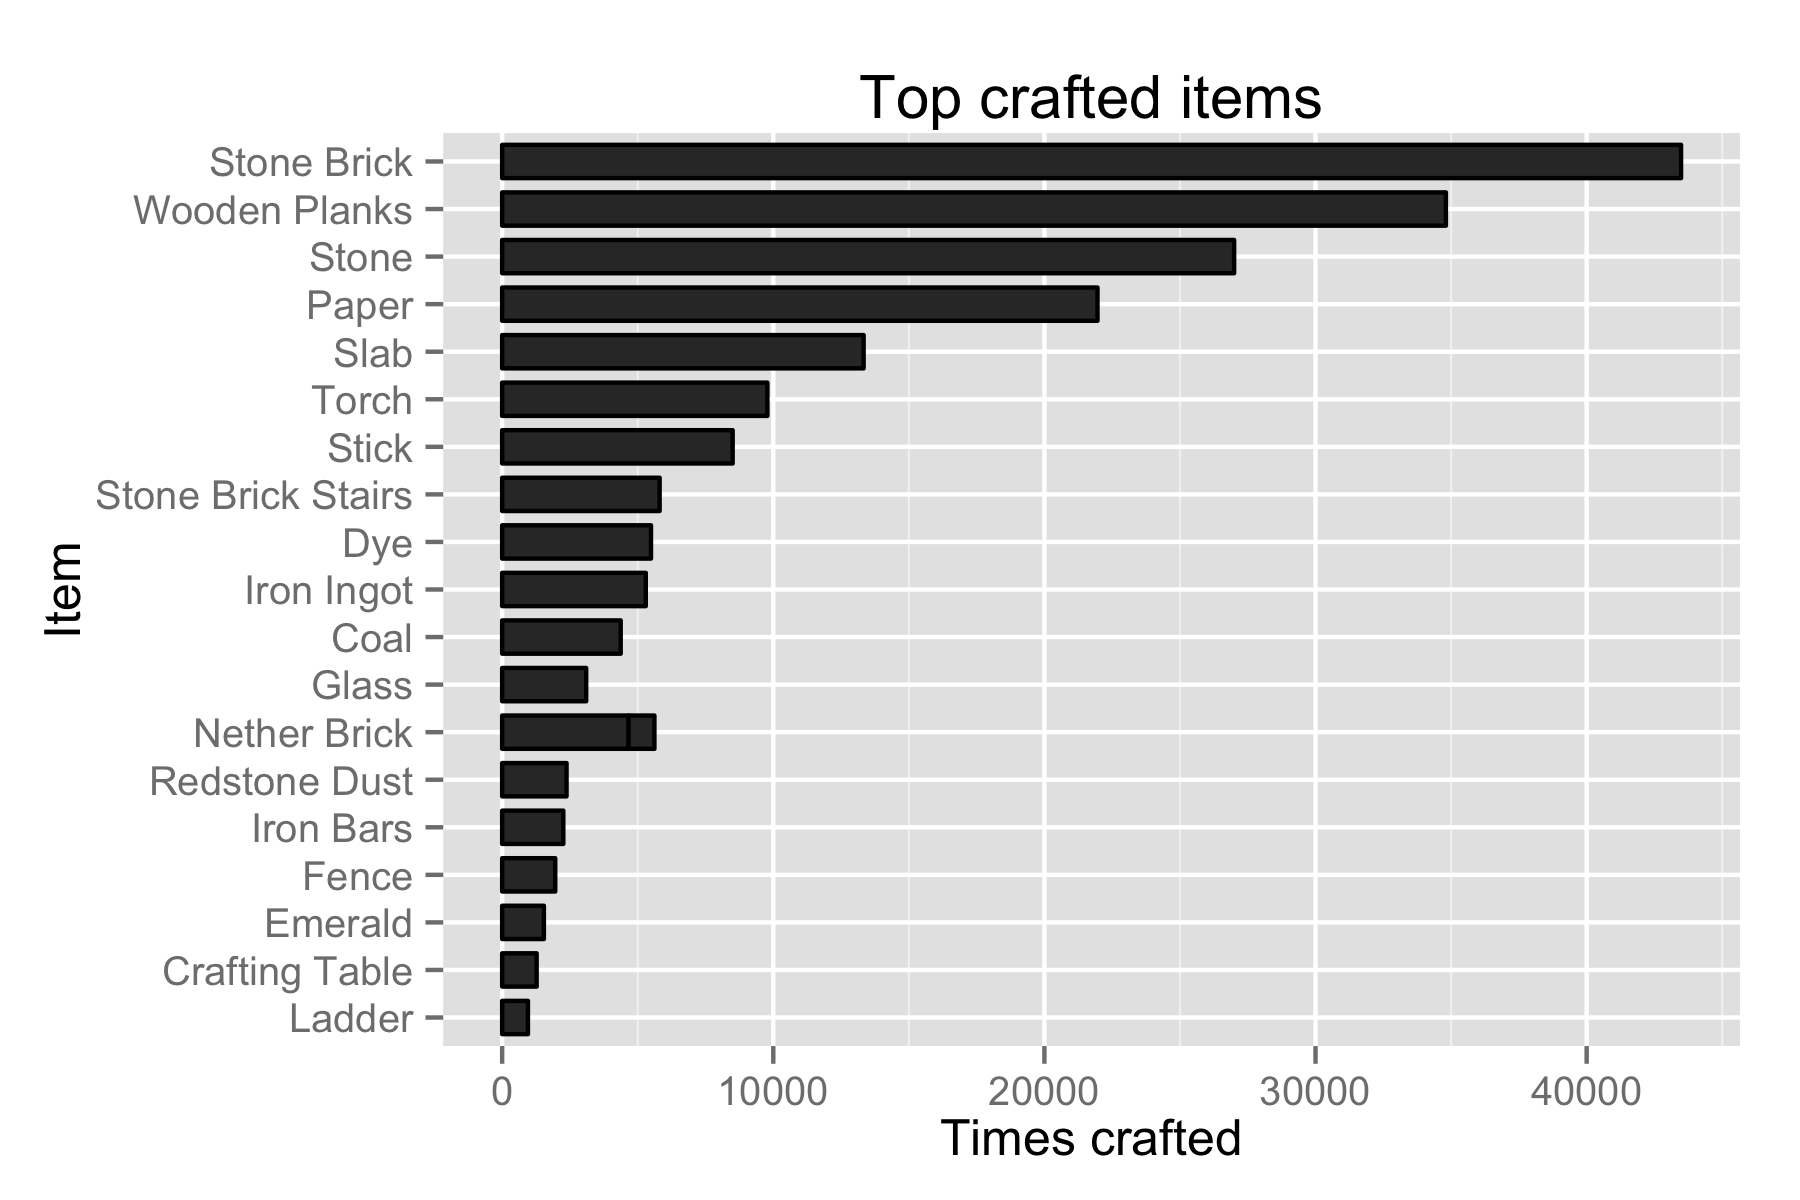 Top crafted items
Stone Brick
Wooden Planks
Stone
Paper
Slab
Torch
Stick
Stone Brick Stairs
Dye
Iron Ingot
Coal
Glass
Nether Brick
Redstone Dust
Iron Bars
Fence
Emerald
Crafting Table
Ladder
Item
0 10000 20000 30000 40000
Times crafted